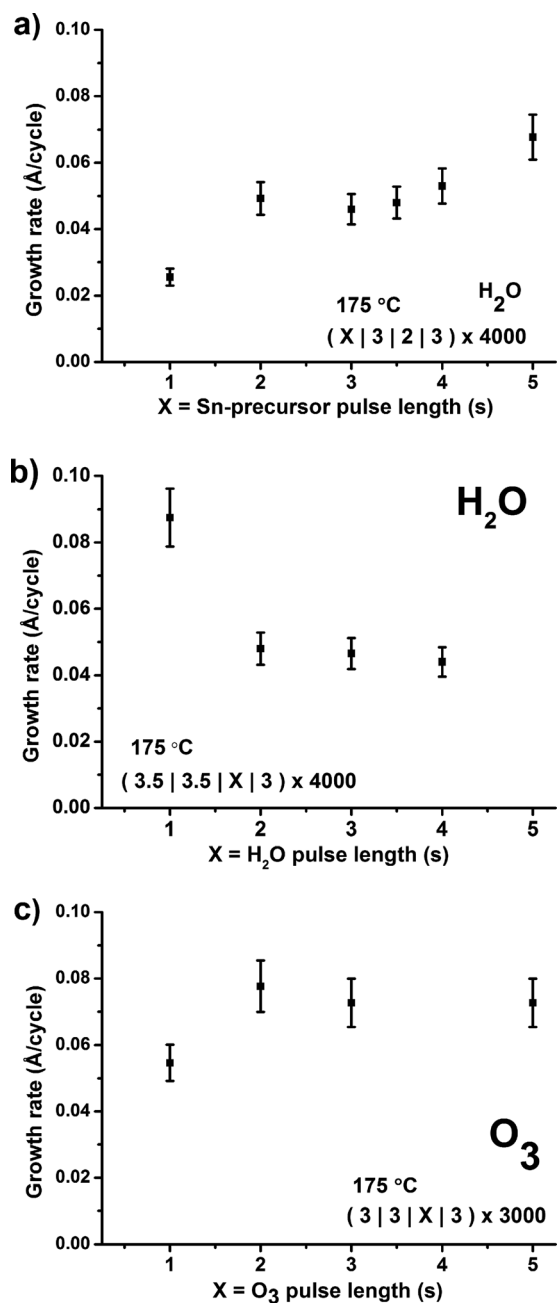 a)
Growth rate (Å/cycle)
0.10
0.08
0.06
0.04
0.02
0.00
H₂O
175 °C
( X | 3 | 2 | 3 ) x 4000
1 2 3 4 5
X = Sn-precursor pulse length (s)
b)
Growth rate (Å/cycle)
0.10
0.08
0.06
0.04
0.02
0.00
H₂O
175 °C
( 3.5 | 3.5 | X | 3 ) x 4000
1 2 3 4 5
X = H₂O pulse length (s)
c)
Growth rate (Å/cycle)
0.10
0.08
0.06
0.04
0.02
0.00
O₃
175 °C
( 3 | 3 | X | 3 ) x 3000
1 2 3 4 5
X = O₃ pulse length (s)